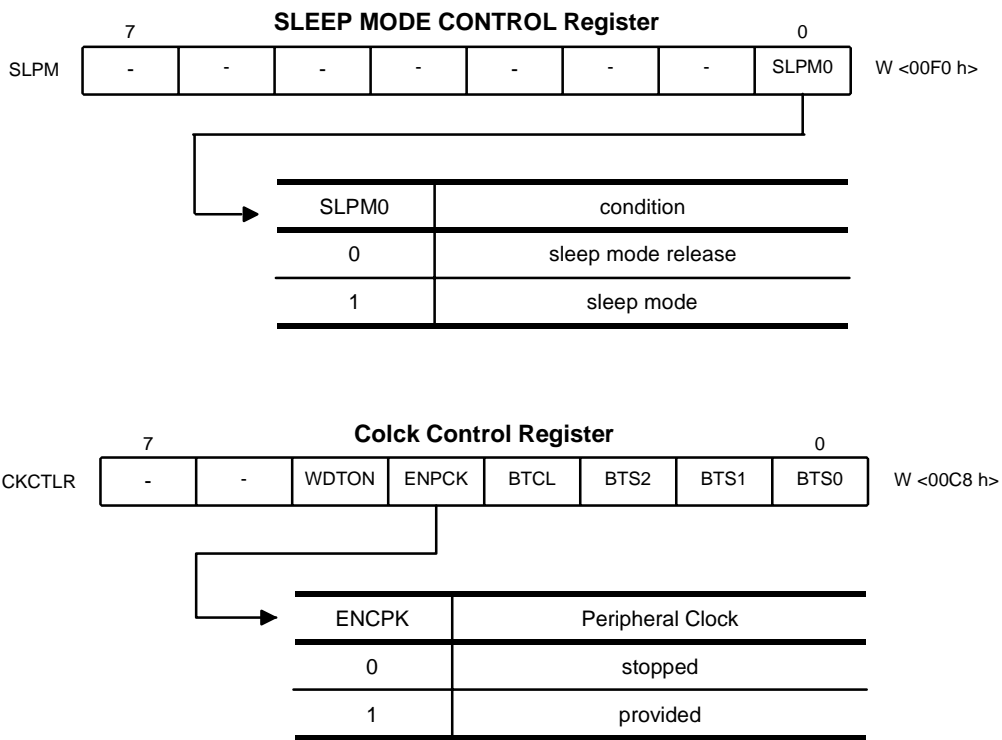 SLEEP MODE CONTROL Register
7 0
SLPM - - - - - - - SLPM0 W <00F0 h>
SLPM0 condition
0 sleep mode release
1 sleep mode
Colck Control Register
7 0
CKCTLR - - WDTON ENPCK BTCL BTS2 BTS1 BTS0 W <00C8 h>
ENCPK Peripheral Clock
0 stopped
1 provided